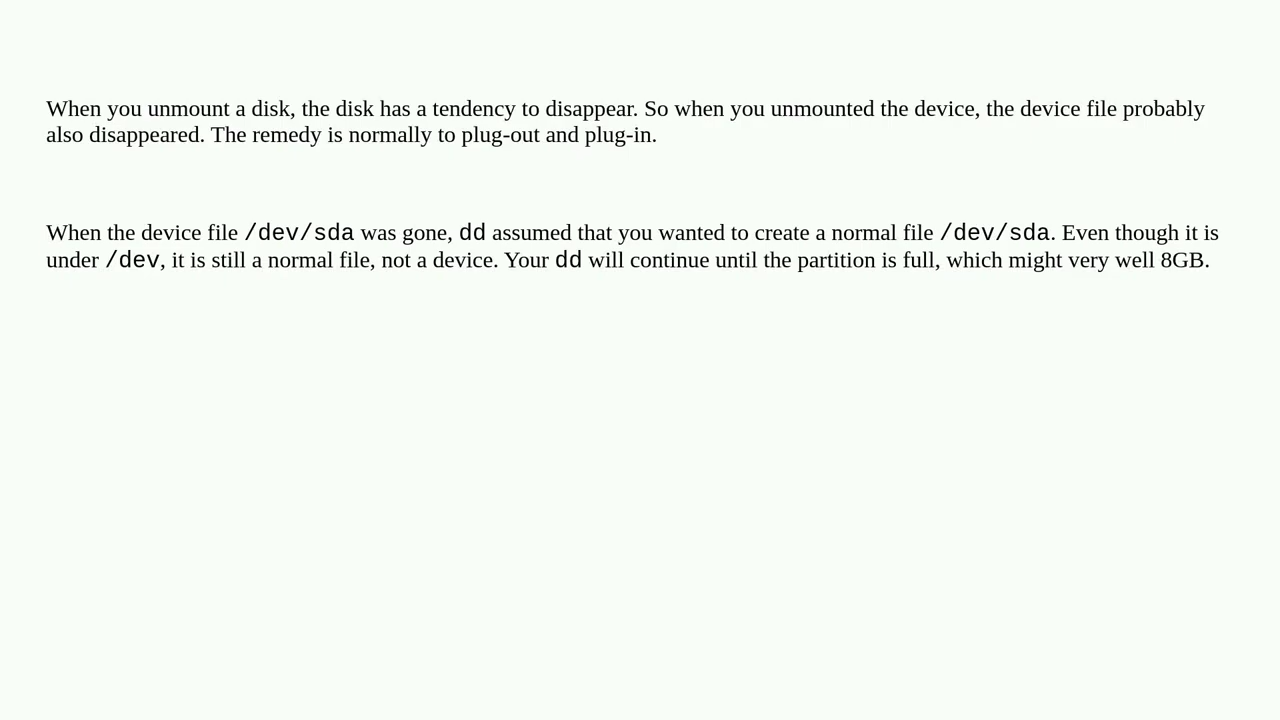 When you unmount a disk, the disk has a tendency to disappear. So when you unmounted the device, the device file probably
also disappeared. The remedy is normally to plug-out and plug-in.
When the device file /dev/sda was gone, dd assumed that you wanted to create a normal file /dev/sda. Even though it is
under /dev, it is still a normal file, not a device. Your dd will continue until the partition is full, which might very well 8GB.